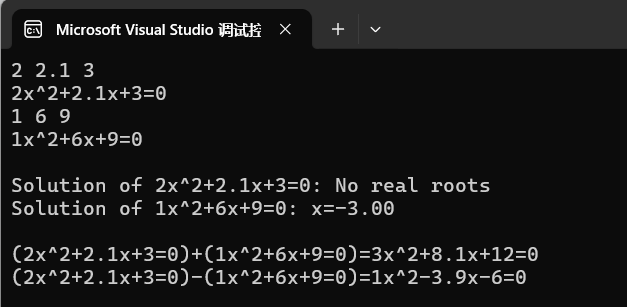 Microsoft Visual Studio 调试控
2 2.1 3
2x^2+2.1x+3=0
1 6 9
1x^2+6x+9=0
Solution of 2x^2+2.1x+3=0: No real roots
Solution of 1x^2+6x+9=0: x=-3.00
(2x^2+2.1x+3=0)+(1x^2+6x+9=0)=3x^2+8.1x+12=0
(2x^2+2.1x+3=0)-(1x^2+6x+9=0)=1x^2-3.9x-6=0